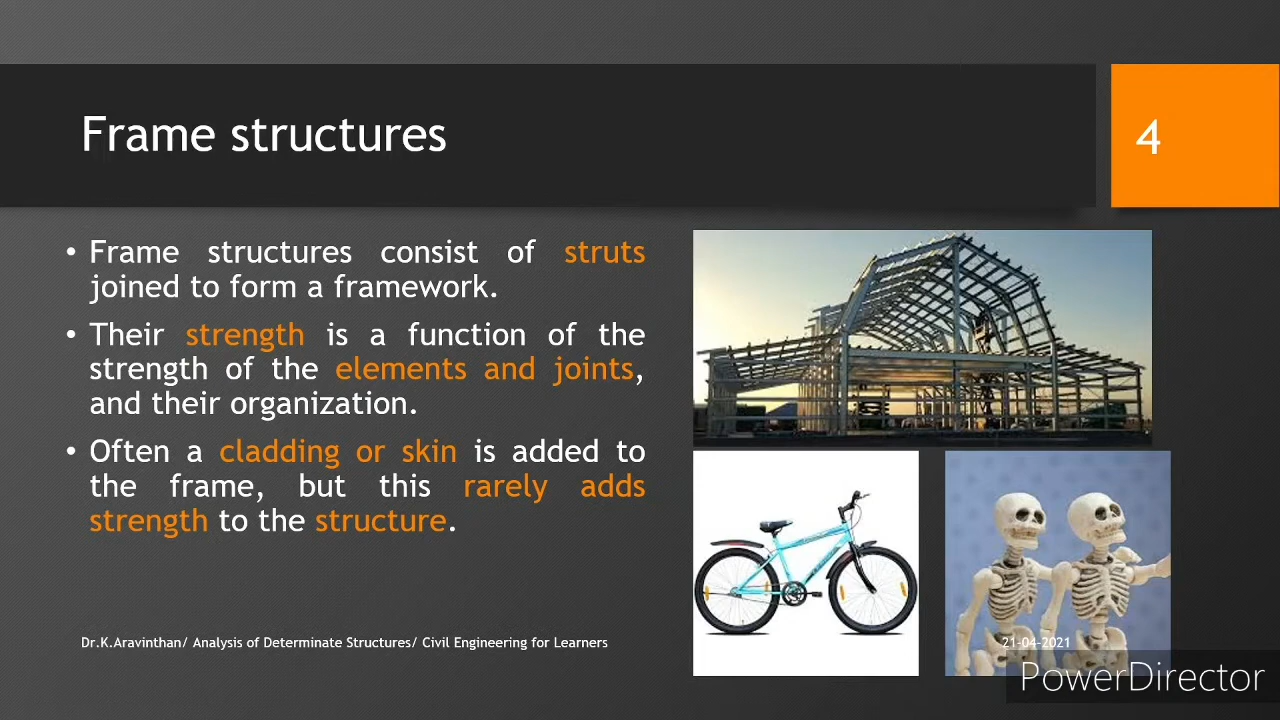 Frame structures
4
• Frame structures consist of struts
joined to form a framework.
• Their strength is a function of the
strength of the elements and joints,
and their organization.
• Often a cladding or skin is added to
the frame, but this rarely adds
strength to the structure.
Dr.K.Aravinthan/ Analysis of Determinate Structures/ Civil Engineering for Learners
21-04-2021
PowerDirector